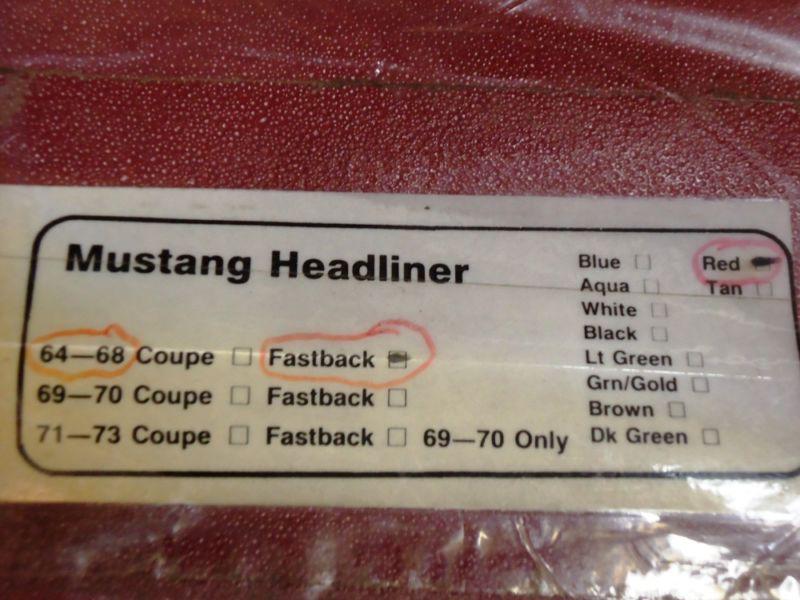 Mustang Headliner
64—68 Coupe Fastback
69—70 Coupe Fastback
71—73 Coupe Fastback 69—70 Only
Blue Red
Aqua Tan
White
Black
Lt Green
Grn/Gold
Brown
Dk Green